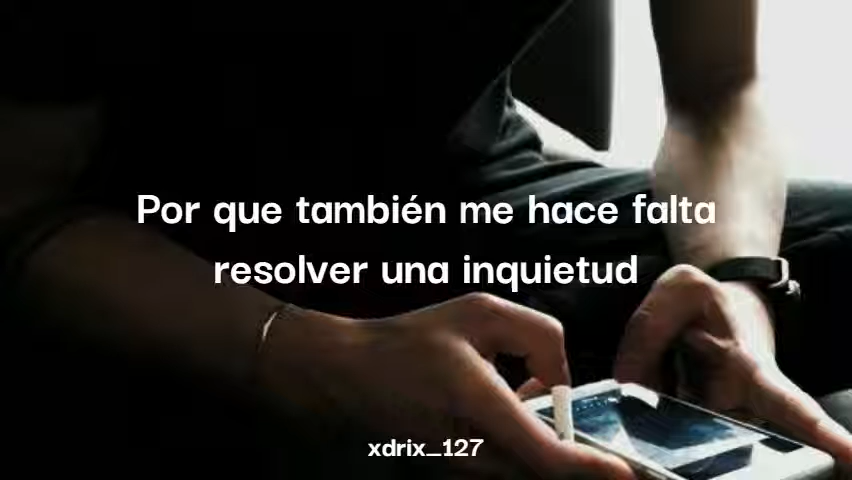 Por que también me hace falta
resolver una inquietud
xdrix_127